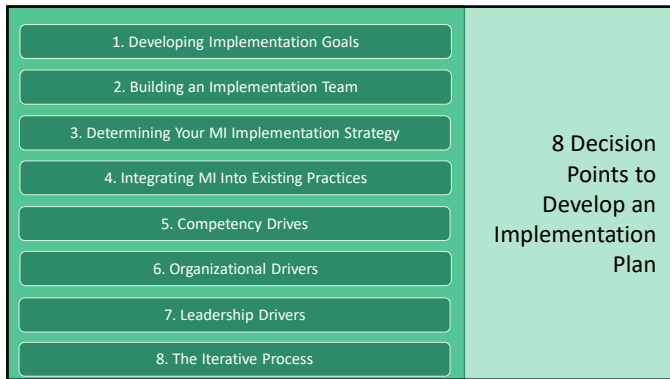 1. Developing Implementation Goals
2. Building an Implementation Team
3. Determining Your MI Implementation Strategy
4. Integrating MI Into Existing Practices
5. Competency Drives
6. Organizational Drivers
7. Leadership Drivers
8. The Iterative Process
8 Decision
Points to
Develop an
Implementation
Plan